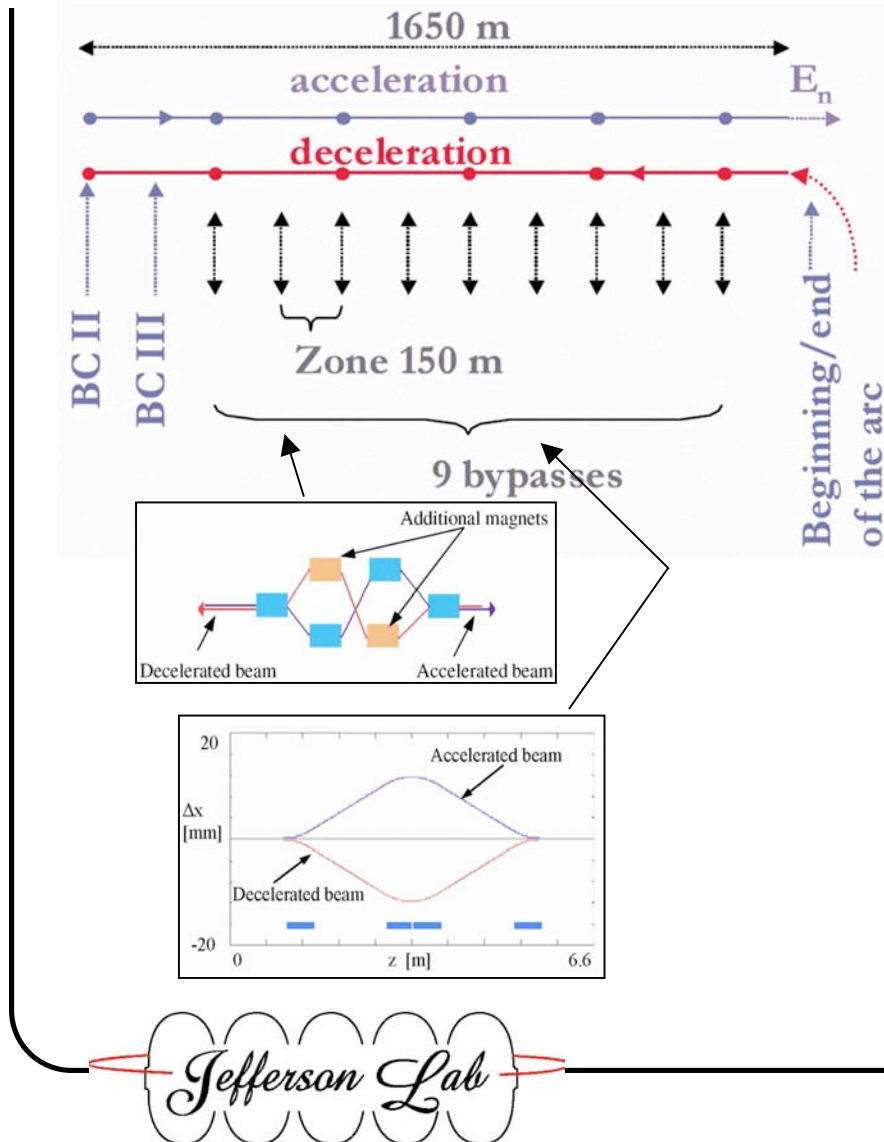 1650 m
acceleration
Eₙ
deceleration
BC II
BC III
Zone 150 m
9 bypasses
Beginning/end
of the arc
Additional magnets
Decelerated beam
Accelerated beam
20
Accelerated beam
Δx
[mm]
Decelerated beam
-20
0
z [m]
6.6
Jefferson Lab